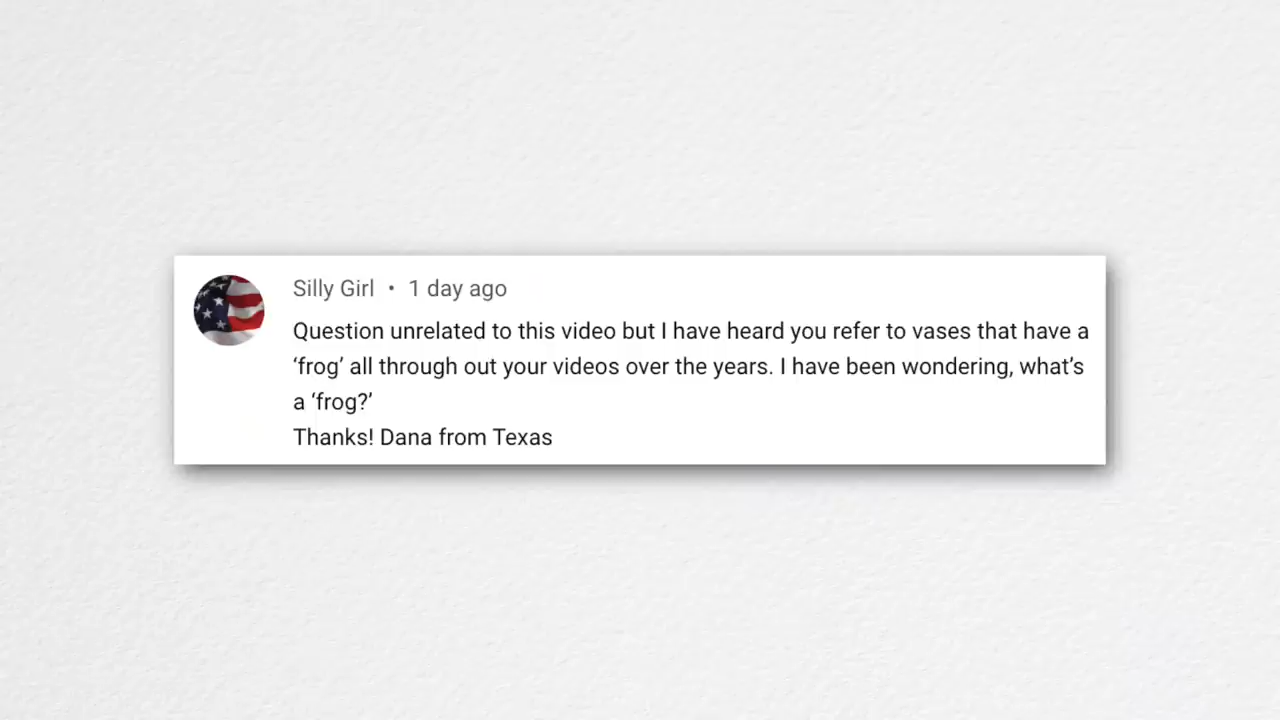 Silly Girl • 1 day ago
Question unrelated to this video but I have heard you refer to vases that have a
‘frog’ all through out your videos over the years. I have been wondering, what’s
a ‘frog?’
Thanks! Dana from Texas